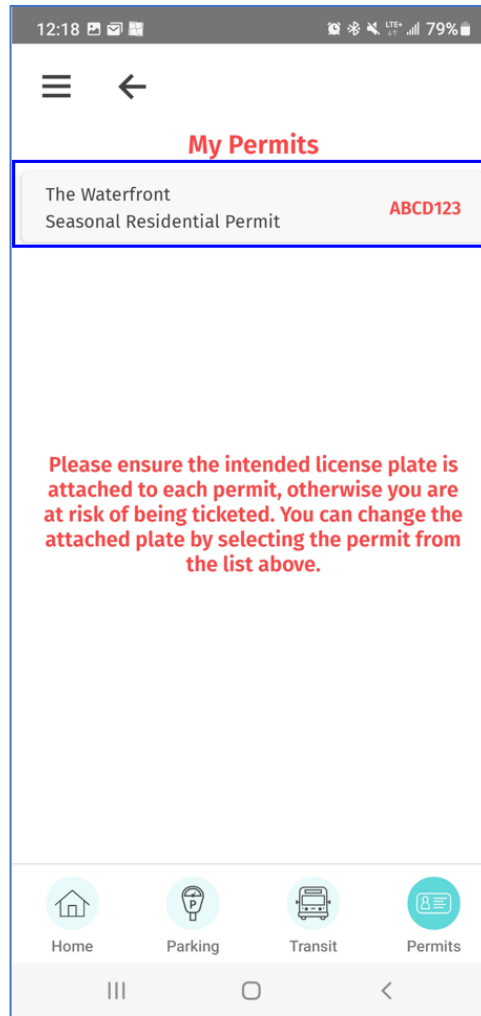 12:18 LTE+ 79%
My Permits
The Waterfront
Seasonal Residential Permit
ABCD123
Please ensure the intended license plate is
attached to each permit, otherwise you are
at risk of being ticketed. You can change the
attached plate by selecting the permit from
the list above.
P
Home Parking Transit Permits